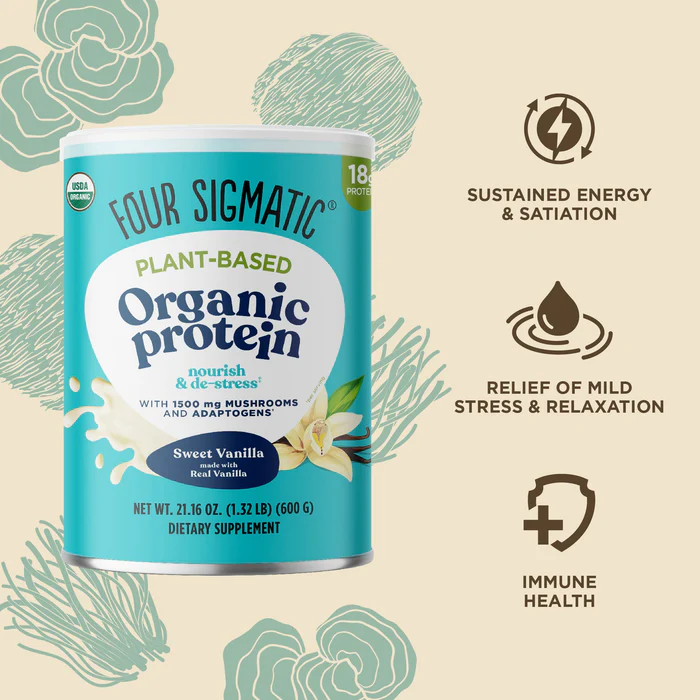 USDA
ORGANIC
18g
PROTEIN
FOUR SIGMATIC®
PLANT-BASED
Organic
protein
nourish
& de-stress‡
WITH 1500 mg MUSHROOMS
AND ADAPTOGENS*
Sweet Vanilla
made with
Real Vanilla
NET WT. 21.16 OZ. (1.32 LB) (600 G)
DIETARY SUPPLEMENT
SUSTAINED ENERGY
& SATIATION
RELIEF OF MILD
STRESS & RELAXATION
IMMUNE
HEALTH